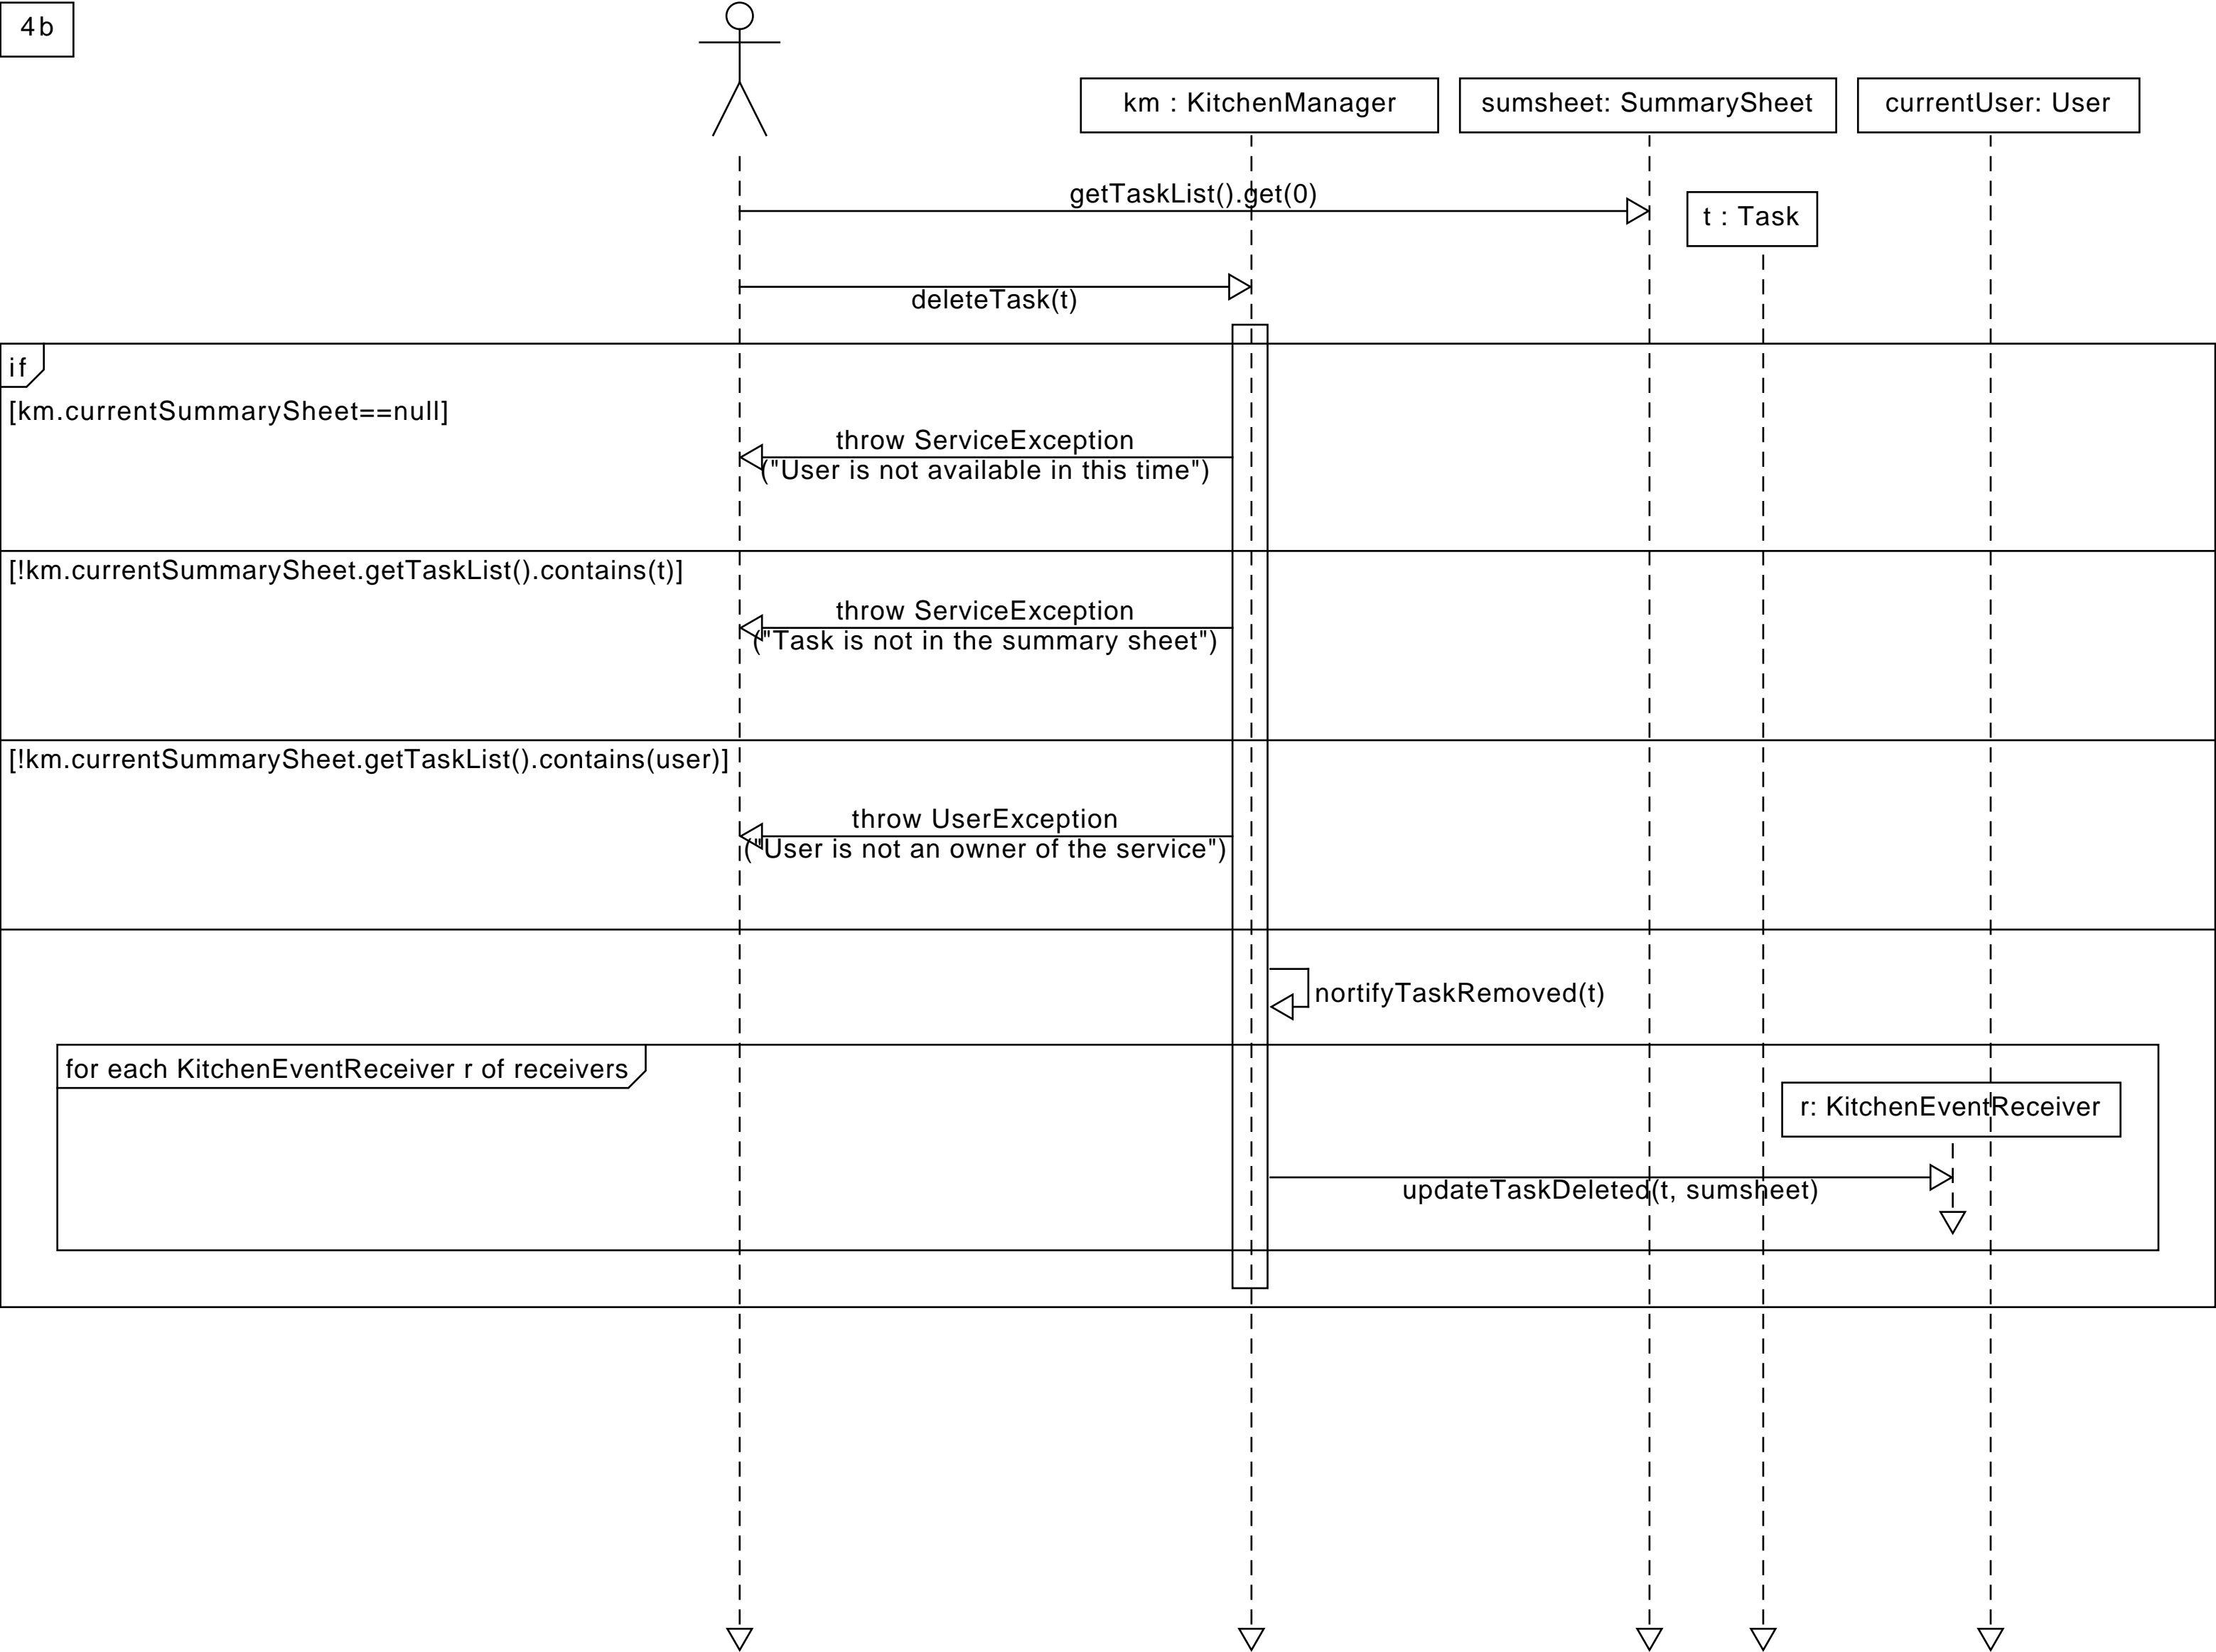 4b
km : KitchenManager
sumsheet: SummarySheet
currentUser: User
getTaskList().get(0)
t : Task
deleteTask(t)
if
[km.currentSummarySheet==null]
throw ServiceException
("User is not available in this time")
[!km.currentSummarySheet.getTaskList().contains(t)]
throw ServiceException
("Task is not in the summary sheet")
[!km.currentSummarySheet.getTaskList().contains(user)]
throw UserException
("User is not an owner of the service")
nortifyTaskRemoved(t)
for each KitchenEventReceiver r of receivers
r: KitchenEventReceiver
updateTaskDeleted(t, sumsheet)